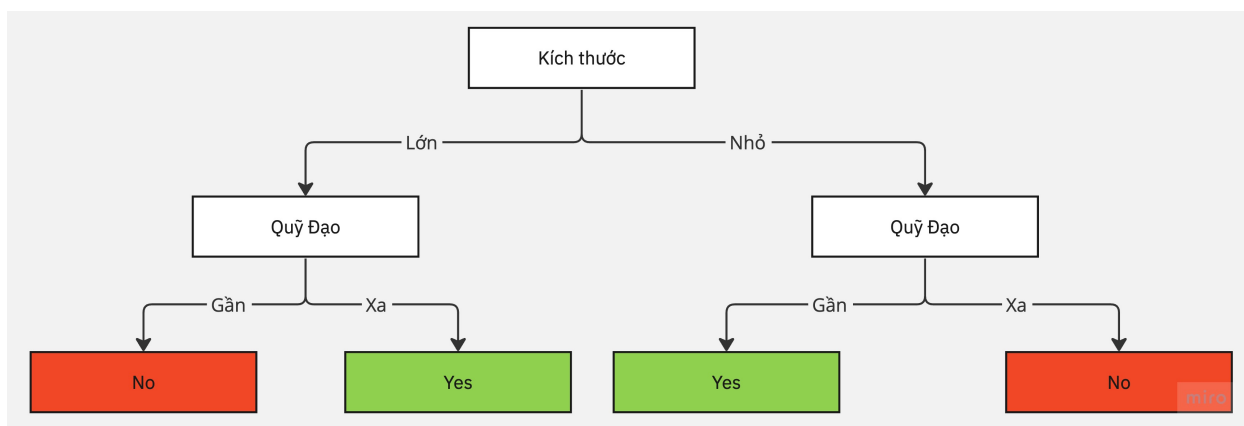 Kích thước
Lớn
Nhỏ
Quỹ Đạo
Quỹ Đạo
Gần
Xa
Gần
Xa
No
Yes
Yes
No
miro